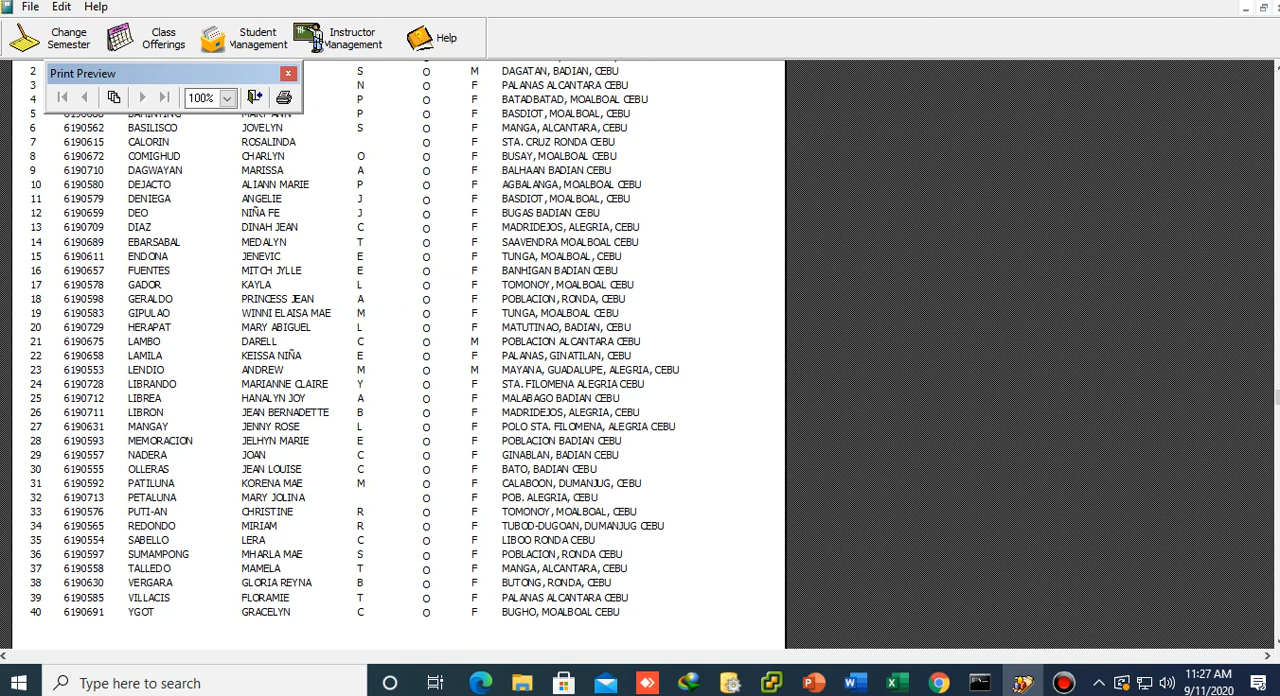 File Edit Help
Change Semester
Class Offerings
Student Management
Instructor Management
Help
Print Preview
100%
2 S O M DAGATAN, BADIAN, CEBU
3 N O F PALANAS ALCANTARA CEBU
4 P O F BATADBATAD, MOALBOAL CEBU
5 P O F BASDIOT, MOALBOAL, CEBU
6 6190562 BASILISCO JOVELYN S O F MANGA, ALCANTARA, CEBU
7 6190615 CALORIN ROSALINDA O F STA. CRUZ RONDA CEBU
8 6190672 COMIGHUD CHARLYN O O F BUSAY, MOALBOAL CEBU
9 6190710 DAGWAYAN MARISSA A O F BALHAAN BADIAN CEBU
10 6190580 DEJACTO ALIANN MARIE P O F AGBALANGA, MOALBOAL CEBU
11 6190579 DENIEGA ANGELIE J O F BASDIOT, MOALBOAL, CEBU
12 6190659 DEO NIÑA FE J O F BUGAS BADIAN CEBU
13 6190709 DIAZ DINAH JEAN C O F MADRIDEJOS, ALEGRIA, CEBU
14 6190689 EBARSABAL MEDALYN T O F SAAVENDRA MOALBOAL CEBU
15 6190611 ENDONA JENEVIC E O F TUNGA, MOALBOAL, CEBU
16 6190657 FUENTES MITCH JYLLE E O F BANHIGAN BADIAN CEBU
17 6190578 GADOR KAYLA L O F TOMONOY, MOALBOAL CEBU
18 6190598 GERALDO PRINCESS JEAN A O F POBLACION, RONDA, CEBU
19 6190583 GIPULAO WINNI ELAISA MAE M O F TUNGA, MOALBOAL CEBU
20 6190729 HERAPAT MARY ABIGUEL L O F MATUTINAO, BADIAN, CEBU
21 6190675 LAMBO DARELL C O M POBLACION ALCANTARA CEBU
22 6190658 LAMILA KEISSA NIÑA E O F PALANAS, GINATILAN, CEBU
23 6190553 LENDIO ANDREW M O M MAYANA, GUADALUPE, ALEGRIA, CEBU
24 6190728 LIBRANDO MARIANNE CLAIRE Y O F STA. FILOMENA ALEGRIA CEBU
25 6190712 LIBREA HANALYN JOY A O F MALABAGO BADIAN CEBU
26 6190711 LIBRON JEAN BERNADETTE B O F MADRIDEJOS, ALEGRIA, CEBU
27 6190631 MANGAY JENNY ROSE L O F POLO STA. FILOMENA, ALEGRIA CEBU
28 6190593 MEMORACION JELHYN MARIE E O F POBLACION BADIAN CEBU
29 6190557 NADERA JOAN C O F GINABLAN, BADIAN CEBU
30 6190555 OLLERAS JEAN LOUISE C O F BATO, BADIAN CEBU
31 6190592 PATILUNA KORENA MAE M O F CALABOON, DUMANJUG, CEBU
32 6190713 PETALUNA MARY JOLINA O F POB. ALEGRIA, CEBU
33 6190576 PUTI-AN CHRISTINE R O F TOMONOY, MOALBOAL, CEBU
34 6190565 REDONDO MIRIAM R O F TUBOD-DUGOAN, DUMANJUG CEBU
35 6190554 SABELLO LERA C O F LIBOO RONDA CEBU
36 6190597 SUMAMPONG MHARLA MAE S O F POBLACION, RONDA CEBU
37 6190558 TALLEDO MAMELA T O F MANGA, ALCANTARA, CEBU
38 6190630 VERGARA GLORIA REYNA B O F BUTONG, RONDA, CEBU
39 6190585 VILLACIS FLORAMIE T O F PALANAS ALCANTARA CEBU
40 6190691 YGOT GRACELYN C O F BUGHO, MOALBOAL CEBU
Type here to search
11:27 AM
9/11/2020